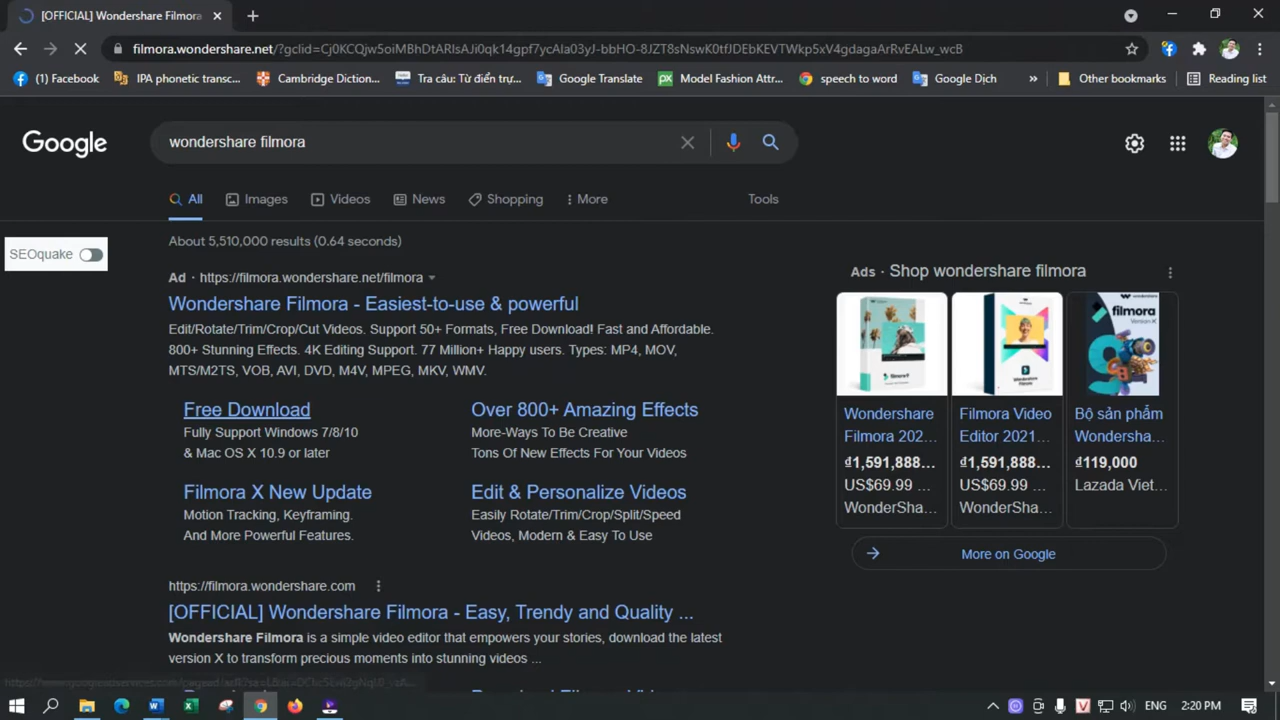 [OFFICIAL] Wondershare Filmora
filmora.wondershare.net/?gclid=Cj0KCQjw5oiMBhDtARIsAJi0qk14gpf7ycAIa03yJ-bbHO-8JZT8sNswK0tfJDEbKEVTWkp5xV4gdagaArRvEALw_wcB
(1) Facebook
IPA phonetic transc...
Cambridge Diction...
Tra câu: Từ điển trự...
Google Translate
Model Fashion Attr...
speech to word
Google Dịch
»
Other bookmarks
Reading list
Google
wondershare filmora
All
Images
Videos
News
Shopping
More
Tools
SEOquake
About 5,510,000 results (0.64 seconds)
Ad · https://filmora.wondershare.net/filmora
Wondershare Filmora - Easiest-to-use & powerful
Edit/Rotate/Trim/Crop/Cut Videos. Support 50+ Formats, Free Download! Fast and Affordable.
800+ Stunning Effects. 4K Editing Support. 77 Million+ Happy users. Types: MP4, MOV,
MTS/M2TS, VOB, AVI, DVD, M4V, MPEG, MKV, WMV.
Free Download
Fully Support Windows 7/8/10
& Mac OS X 10.9 or later
Over 800+ Amazing Effects
More-Ways To Be Creative
Tons Of New Effects For Your Videos
Filmora X New Update
Motion Tracking, Keyframing.
And More Powerful Features.
Edit & Personalize Videos
Easily Rotate/Trim/Crop/Split/Speed
Videos, Modern & Easy To Use
https://filmora.wondershare.com
[OFFICIAL] Wondershare Filmora - Easy, Trendy and Quality ...
Wondershare Filmora is a simple video editor that empowers your stories, download the latest
version X to transform precious moments into stunning videos ...
Ads · Shop wondershare filmora
filmora
Version X
Wondershare
Filmora 202...
₫1,591,888...
US$69.99 ...
WonderSha...
Filmora Video
Editor 2021...
₫1,591,888...
US$69.99 ...
WonderSha...
Bộ sản phẩm
Wondersha...
₫119,000
Lazada Viet...
More on Google
ENG
2:20 PM